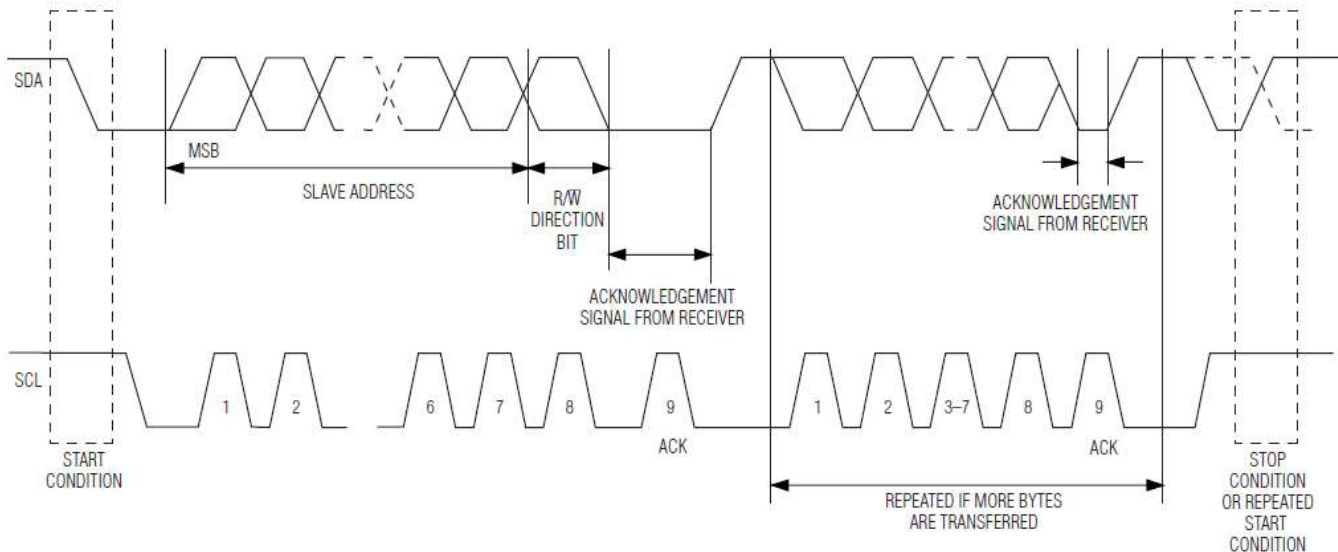 SDA
MSB
SLAVE ADDRESS
R/W
DIRECTION
BIT
ACKNOWLEDGEMENT
SIGNAL FROM RECEIVER
ACKNOWLEDGEMENT
SIGNAL FROM RECEIVER
SCL
1
2
6
7
8
9
ACK
1
2
3–7
8
9
ACK
START
CONDITION
REPEATED IF MORE BYTES
ARE TRANSFERRED
STOP
CONDITION
OR REPEATED
START
CONDITION